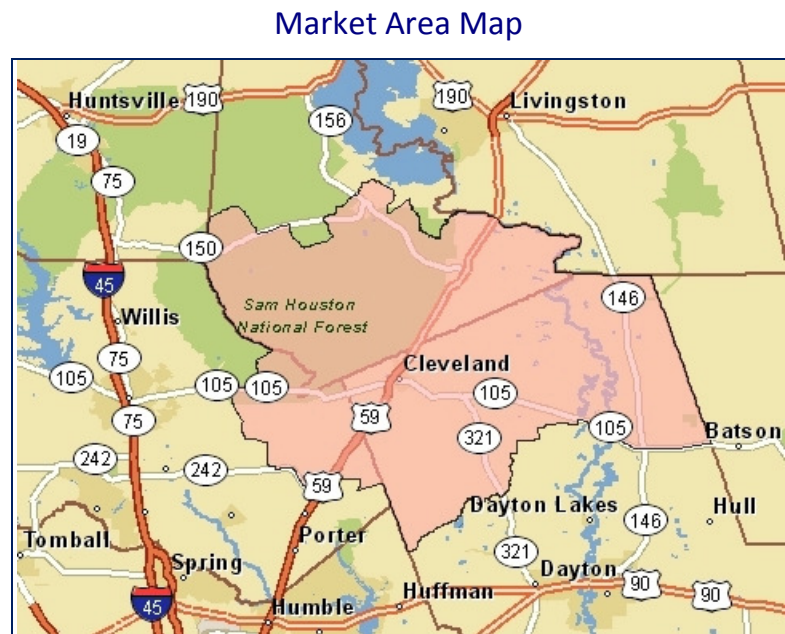 Market Area Map
Huntsville
190
156
190
Livingston
19
75
150
45
146
Willis
Sam Houston
National Forest
75
Cleveland
105
105
105
105
59
105
75
321
Batson
242
242
59
Dayton Lakes
Hull
146
Porter
Tomball
Spring
321
Dayton
90
90
45
Huffman
Humble